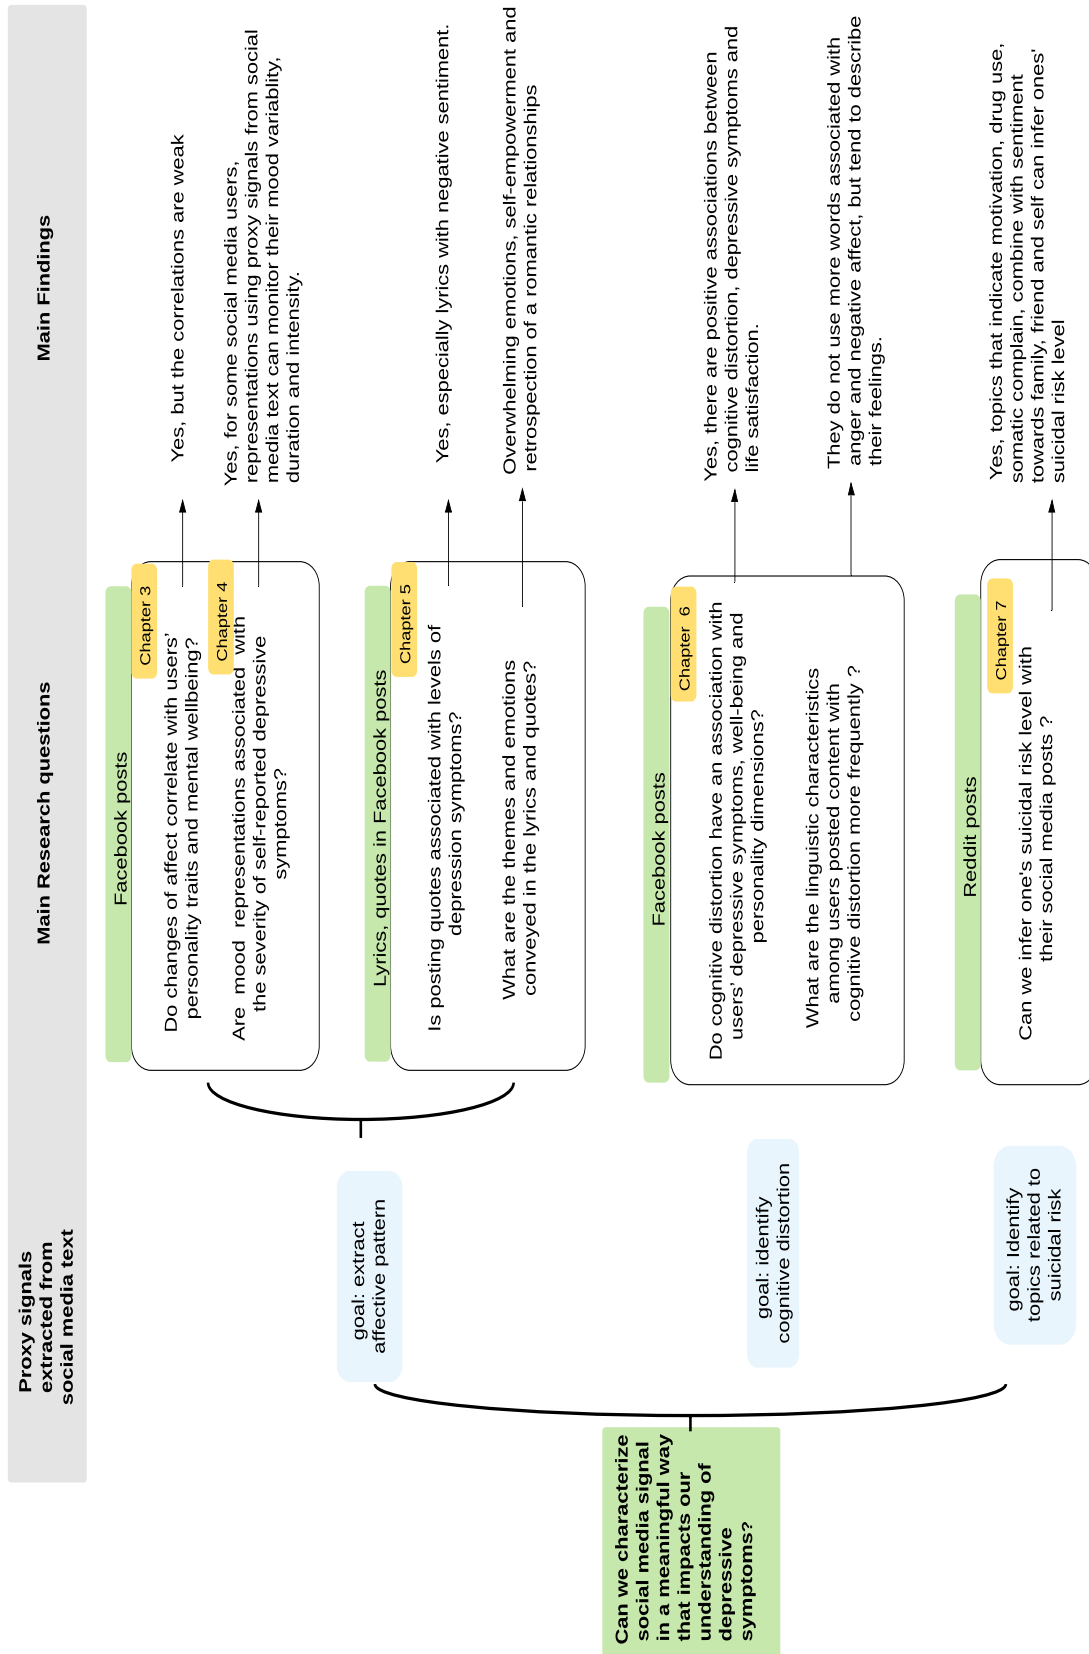 Proxy signals
extracted from
social media text
Main Research questions
Main Findings
Can we characterize
social media signal
in a meaningful way
that impacts our
understanding of
depressive
symptoms?
goal: extract
affective pattern
Facebook posts
Chapter 3
Do changes of affect correlate with users’
personality traits and mental wellbeing?
Yes, but the correlations are weak
Chapter 4
Are mood representations associated with
the severity of self-reported depressive
symptoms?
Yes, for some social media users,
representations using proxy signals from social
media text can monitor their mood variablity,
duration and intensity.
Lyrics, quotes in Facebook posts
Chapter 5
Is posting quotes associated with levels of
depression symptoms?
Yes, especially lyrics with negative sentiment.
What are the themes and emotions
conveyed in the lyrics and quotes?
Overwhelming emotions, self-empowerment and
retrospection of a romantic relationships
goal: identify
cognitive distortion
Facebook posts
Chapter 6
Do cognitive distortion have an association with
users’ depressive symptoms, well-being and
personality dimensions?
Yes, there are positive associations between
cognitive distortion, depressive symptoms and
life satisfaction.
What are the linguistic characteristics
among users posted content with
cognitive distortion more frequently ?
They do not use more words associated with
anger and negative affect, but tend to describe
their feelings.
goal: Identify
topics related to
suicidal risk
Reddit posts
Chapter 7
Can we infer one's suicidal risk level with
their social media posts ?
Yes, topics that indicate motivation, drug use,
somatic complain, combine with sentiment
towards family, friend and self can infer ones'
suicidal risk level